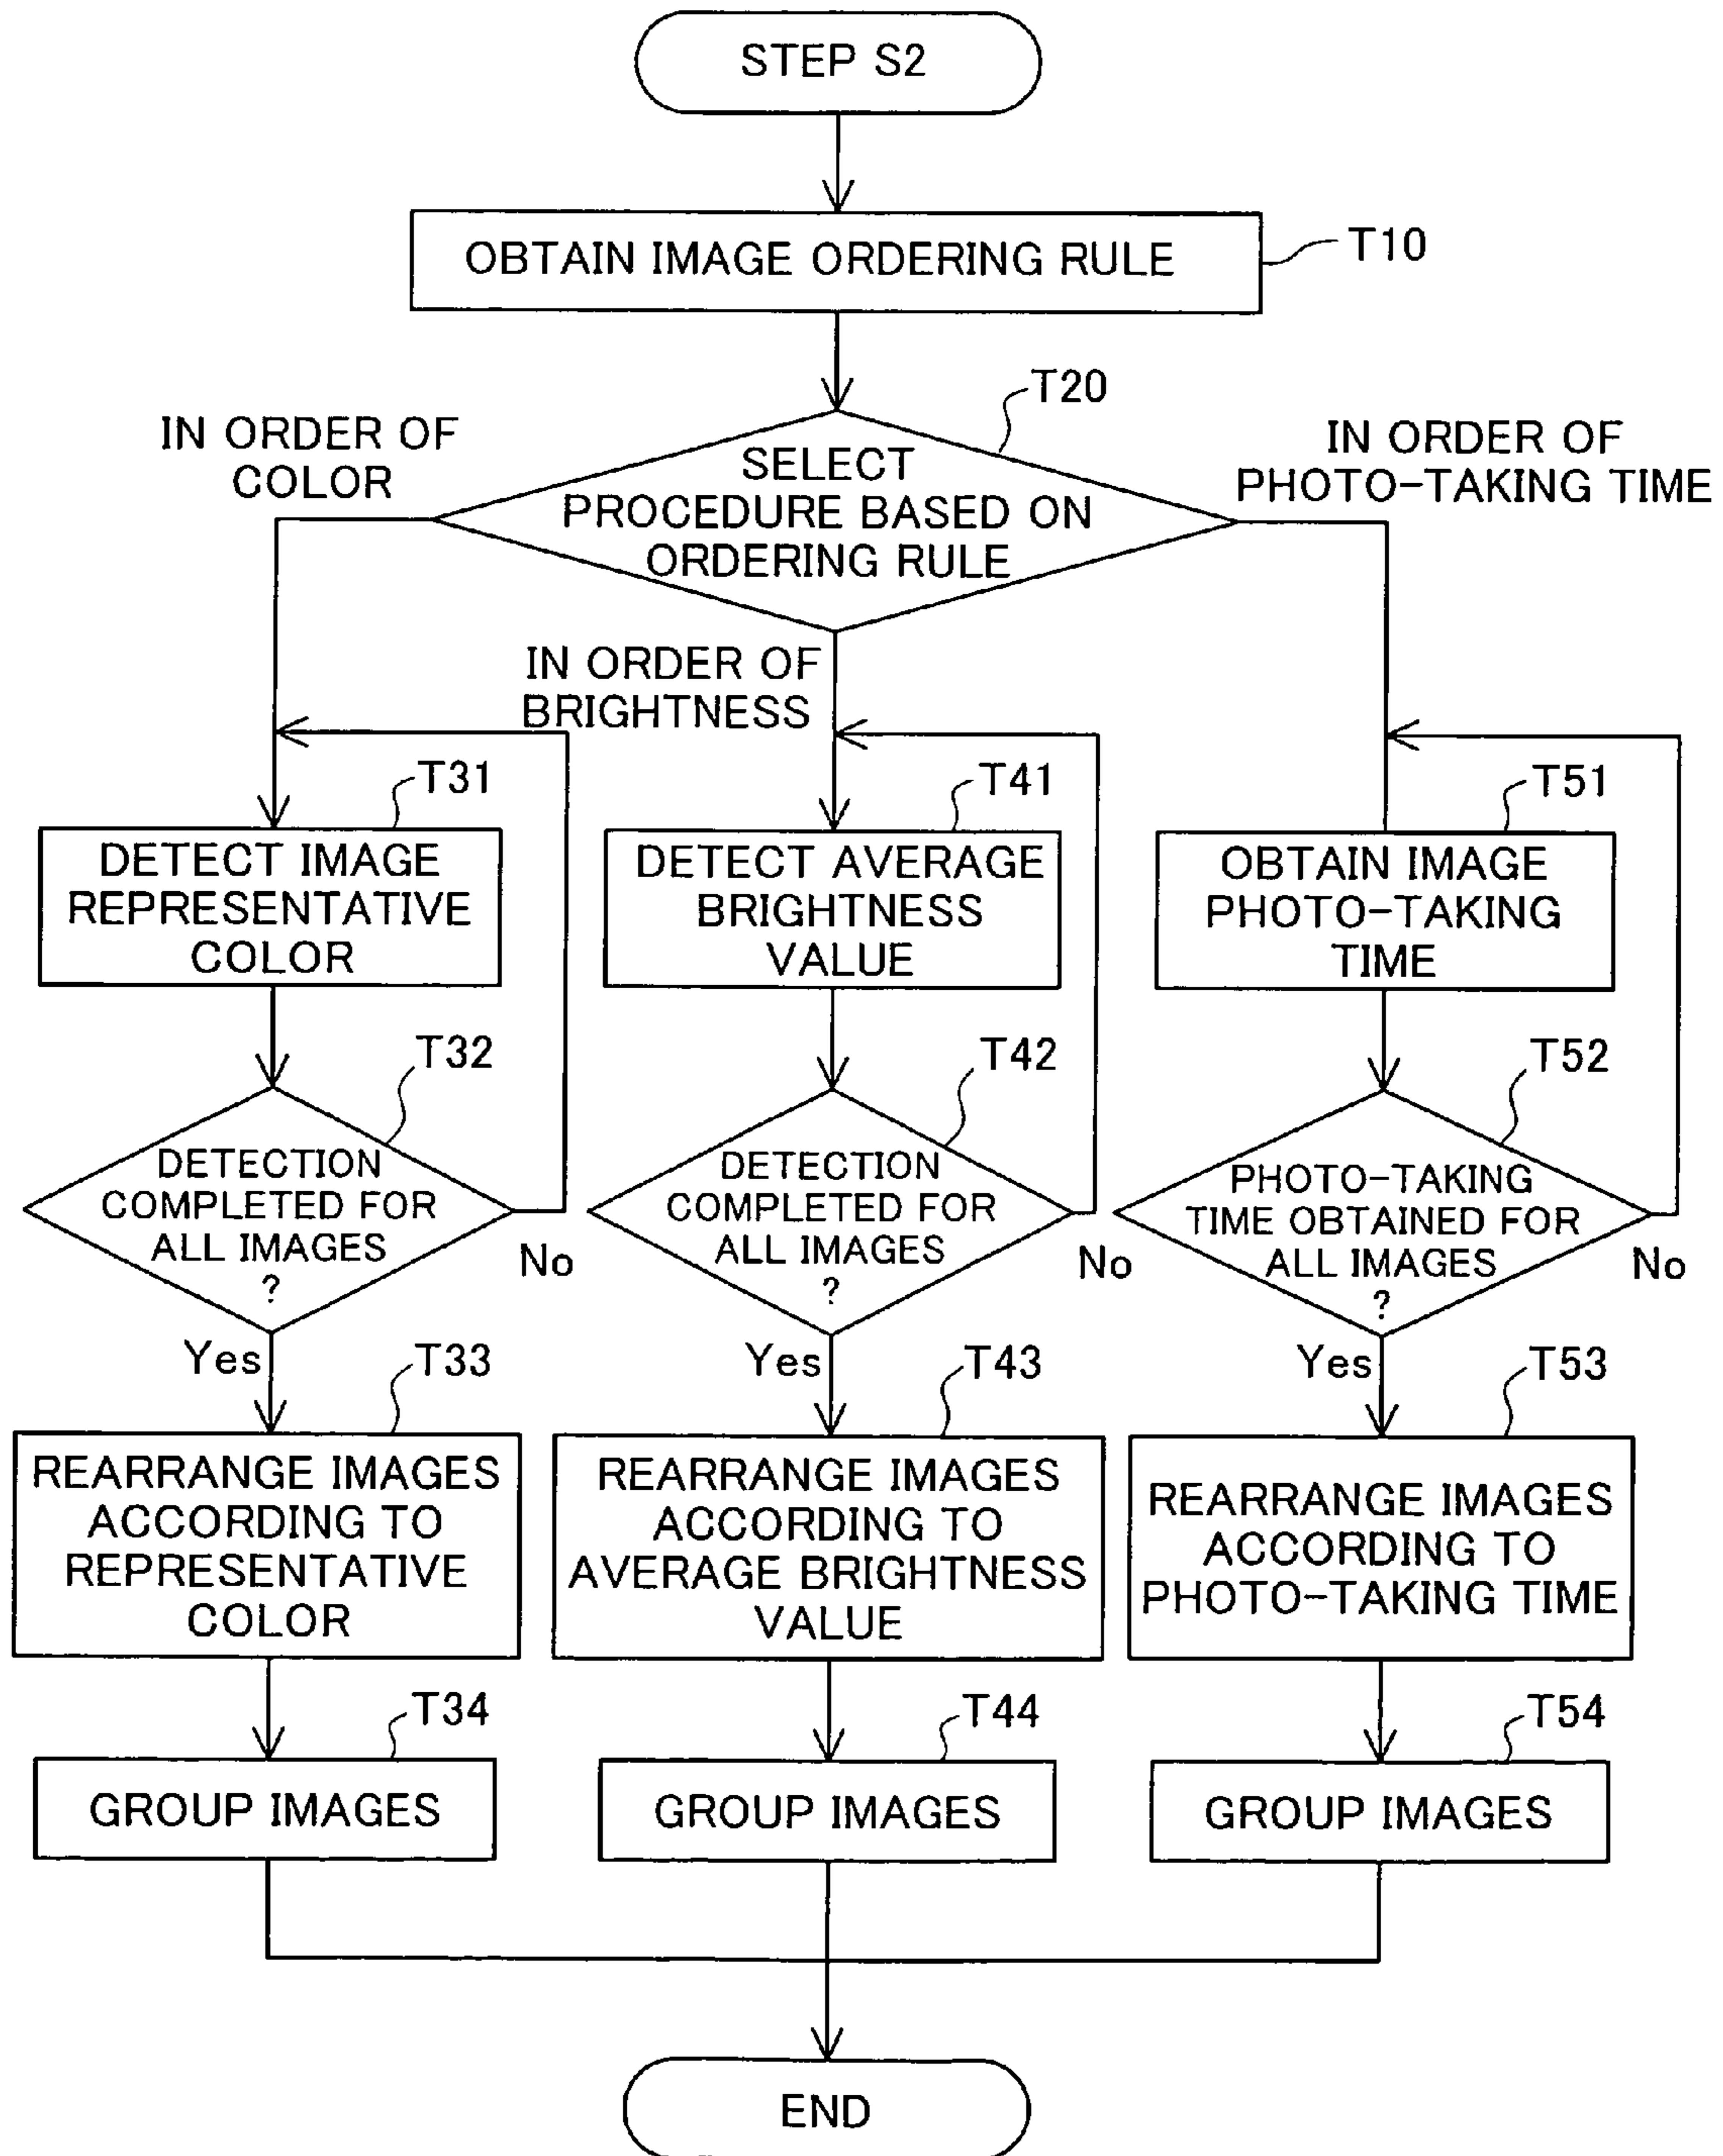 STEP S2
OBTAIN IMAGE ORDERING RULE
T10
T20
IN ORDER OF
COLOR
SELECT
PROCEDURE BASED ON
ORDERING RULE
IN ORDER OF
PHOTO-TAKING TIME
IN ORDER OF
BRIGHTNESS
T31
DETECT IMAGE
REPRESENTATIVE
COLOR
T41
DETECT AVERAGE
BRIGHTNESS
VALUE
T51
OBTAIN IMAGE
PHOTO-TAKING
TIME
T32
DETECTION
COMPLETED FOR
ALL IMAGES
?
No
Yes
T42
DETECTION
COMPLETED FOR
ALL IMAGES
?
No
Yes
T52
PHOTO-TAKING
TIME OBTAINED FOR
ALL IMAGES
?
No
Yes
T33
REARRANGE IMAGES
ACCORDING TO
REPRESENTATIVE
COLOR
T43
REARRANGE IMAGES
ACCORDING TO
AVERAGE BRIGHTNESS
VALUE
T53
REARRANGE IMAGES
ACCORDING TO
PHOTO-TAKING TIME
T34
GROUP IMAGES
T44
GROUP IMAGES
T54
GROUP IMAGES
END